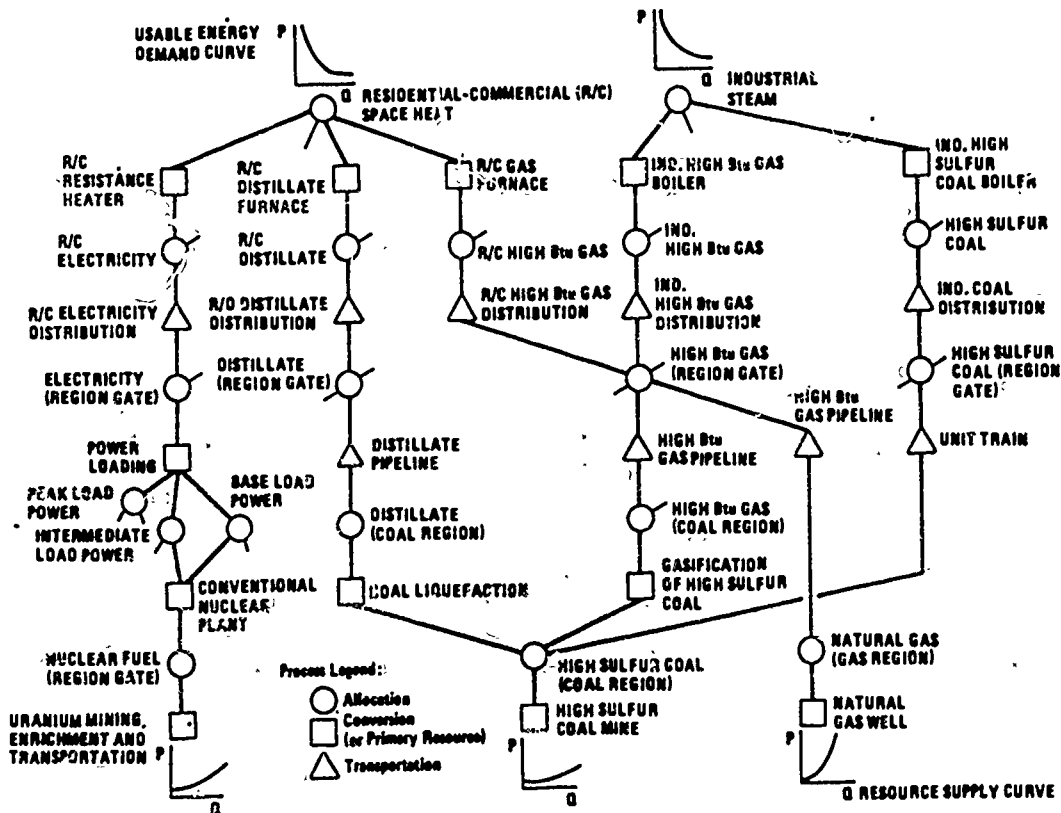 USABLE ENERGY
DEMAND CURVE
P
Q
RESIDENTIAL-COMMERCIAL (R/C)
SPACE HEAT
P
Q
INDUSTRIAL
STEAM
R/C
RESISTANCE
HEATER
R/C
DISTILLATE
FURNACE
R/C GAS
FURNACE
IND. HIGH Btu GAS
BOILER
IND. HIGH
SULFUR
COAL BOILER
R/C
ELECTRICITY
R/C
DISTILLATE
R/C HIGH Btu GAS
IND.
HIGH Btu GAS
HIGH SULFUR
COAL
R/C ELECTRICITY
DISTRIBUTION
R/O DISTILLATE
DISTRIBUTION
R/C HIGH Btu GAS
DISTRIBUTION
IND.
HIGH Btu GAS
DISTRIBUTION
IND. COAL
DISTRISUTION
ELECTRICITY
(REGION GATE)
DISTILLATE
(REGION GATE)
HIGH Btu GAS
(REGION GATE)
HIGH Btu
GAS PIPELINE
HIGH SULFUR
COAL (REGION
GATE)
POWER
LOADING
DISTILLATE
PIPELINE
HIGH Btu
GAS PIPELINE
UNIT TRAIN
PEAK LOAD
POWER
BASE LOAD
POWER
INTERMEDIATE
LOAD POWER
DISTILLATE
(COAL REGION)
HIGH Btu GAS
(COAL REGION)
CONVENTIONAL
NUCLEAR
PLANT
COAL LIQUEFACTION
GASIFICATION
OF HIGH SULFUR
COAL
NUCLEAR FUEL
(REGION GATE)
HIGH SULFUR COAL
(COAL REGION)
NATURAL GAS
(GAS REGION)
Process Legend:
Allocation
Conversion
(or Primary Resource)
Transportation
URANIUM MINING,
ENRICHMENT AND
TRANSPORTATION
HIGH SULFUR
COAL MINE
NATURAL
GAS WELL
P
Q
P
Q
P
Q RESOURCE SUPPLY CURVE